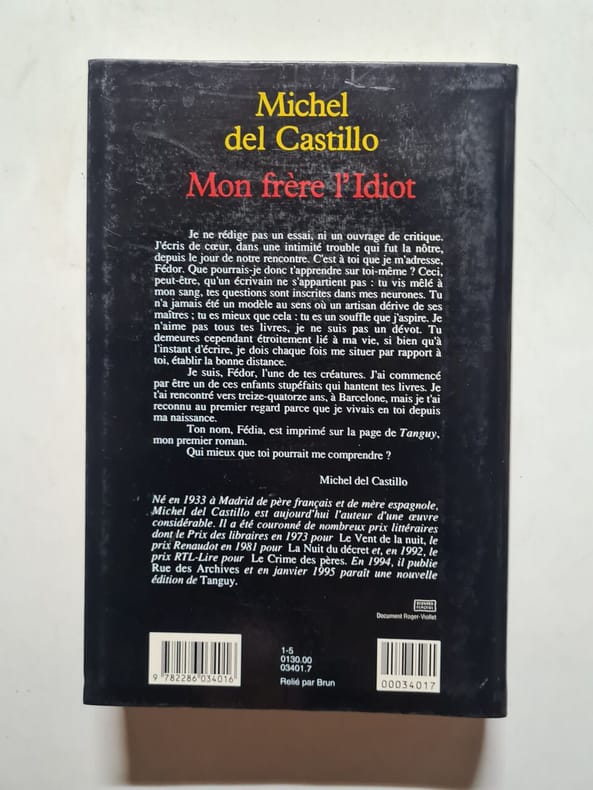 Michel
del Castillo
Mon frère l'Idiot
Je ne rédige pas un essai, ni un ouvrage de critique.
J'écris de cœur, dans une intimité trouble qui fut la nôtre,
depuis le jour de notre rencontre. C'est à toi que je m'adresse,
Fédor. Que pourrais-je donc t'apprendre sur toi-même ? Ceci,
peut-être, qu'un écrivain ne s'appartient pas : tu vis mêlé à
mon sang, tes questions sont inscrites dans mes neurones. Tu
n'a jamais été un modèle au sens où un artisan dérive de ses
maîtres ; tu es mieux que cela : tu es un souffle que j'aspire. Je
n'aime pas tous tes livres, je ne suis pas un dévot. Tu
demeures cependant étroitement lié à ma vie, si bien qu'à
l'instant d'écrire, je dois chaque fois me situer par rapport à
toi, établir la bonne distance.
Je suis, Fédor, l'une de tes créatures. J'ai commencé
par être un de ces enfants stupéfaits qui hantent tes livres. Je
t'ai rencontré vers treize-quatorze ans, à Barcelone, mais je t'ai
reconnu au premier regard parce que je vivais en toi depuis
ma naissance.
Ton nom, Fédia, est imprimé sur la page de Tanguy,
mon premier roman.
Qui mieux que toi pourrait me comprendre ?
Michel del Castillo
Né en 1933 à Madrid de père français et de mère espagnole,
Michel del Castillo est aujourd'hui l'auteur d'une œuvre
considérable. Il a été couronné de nombreux prix littéraires
dont le Prix des libraires en 1973 pour Le Vent de la nuit, le
prix Renaudot en 1981 pour La Nuit du décret et, en 1992, le
prix RTL-Lire pour Le Crime des pères. En 1994, il publie
Rue des Archives et en janvier 1995 paraît une nouvelle
édition de Tanguy.
Document Roger-Viollet
9 782286 034016
1-5
0130.00
03401.7
Relié par Brun
00034017